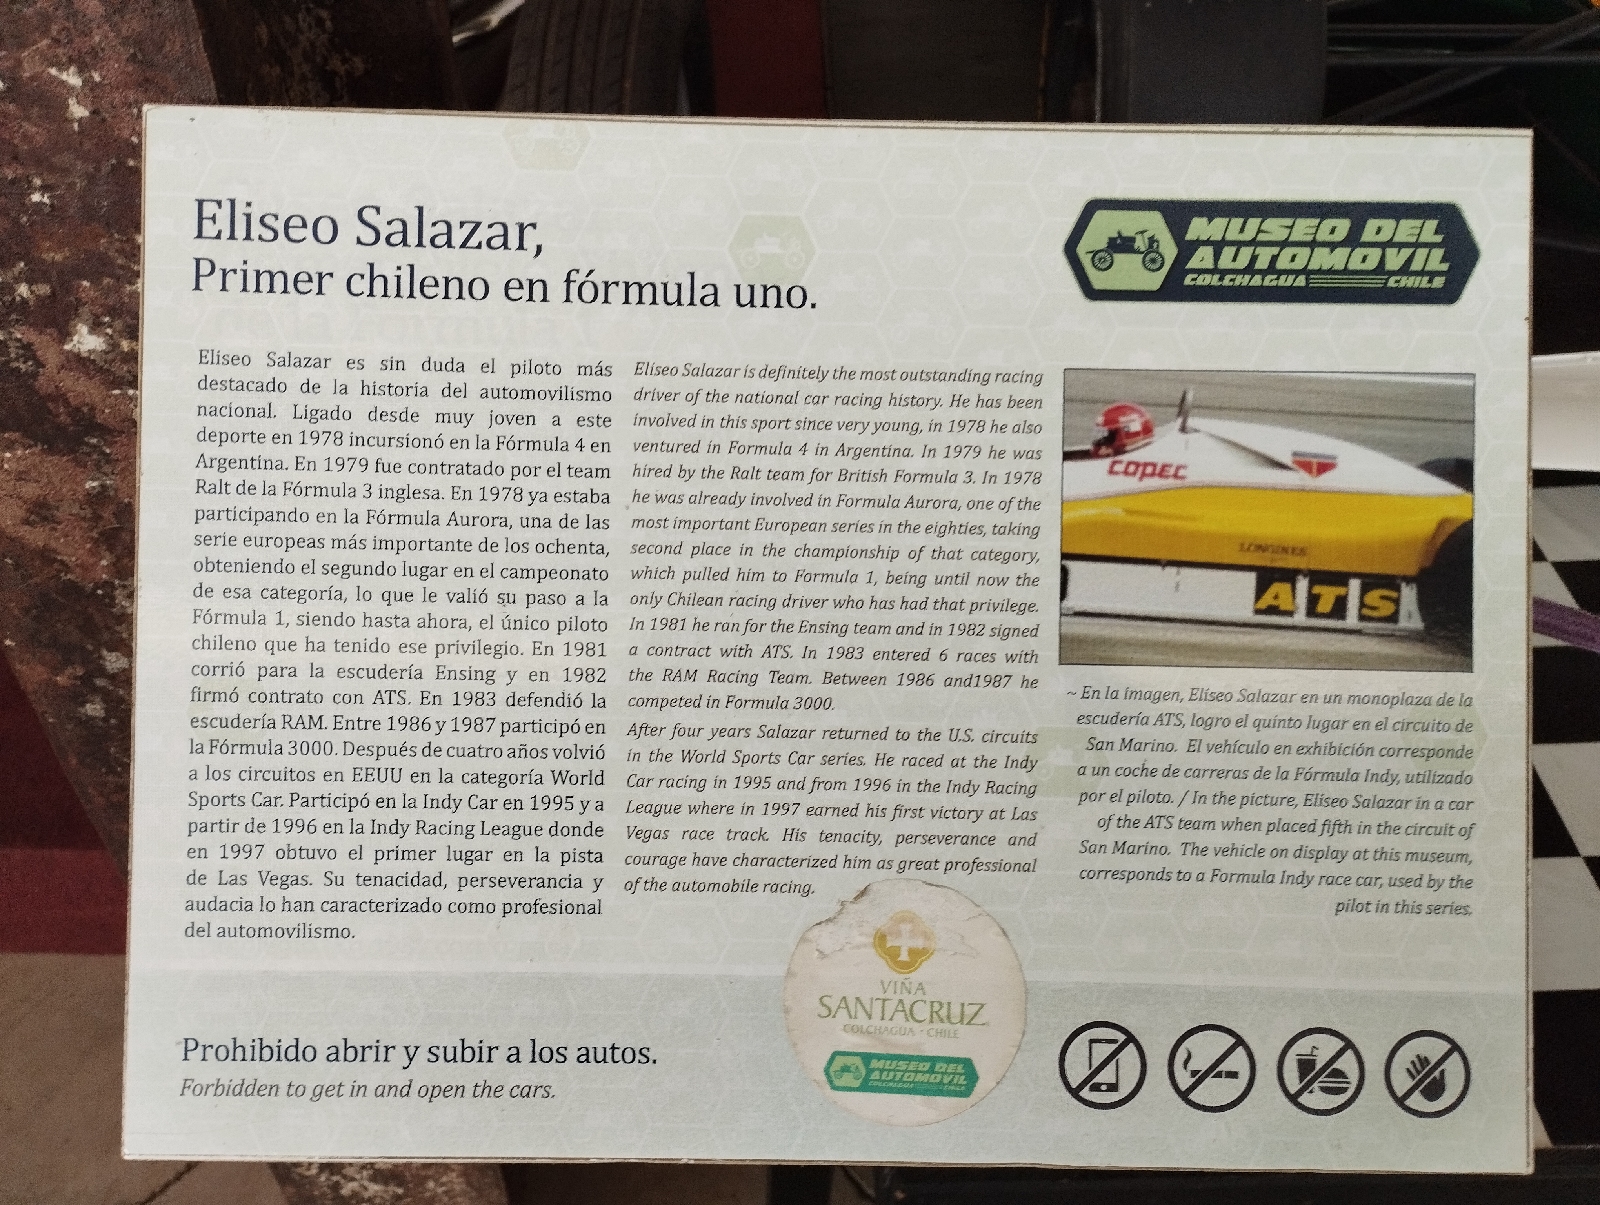 Eliseo Salazar,
Primer chileno en fórmula uno.
MUSEO DEL
AUTOMOVIL
COLCHAGUA CHILE
Eliseo Salazar es sin duda el piloto más
destacado de la historia del automovilismo
nacional. Ligado desde muy joven a este
deporte en 1978 incursionó en la Fórmula 4 en
Argentina. En 1979 fue contratado por el team
Ralt de la Fórmula 3 inglesa. En 1978 ya estaba
participando en la Fórmula Aurora, una de las
serie europeas más importante de los ochenta,
obteniendo el segundo lugar en el campeonato
de esa categoría, lo que le valió su paso a la
Fórmula 1, siendo hasta ahora, el único piloto
chileno que ha tenido ese privilegio. En 1981
corrió para la escudería Ensing y en 1982
firmó contrato con ATS. En 1983 defendió la
escudería RAM. Entre 1986 y 1987 participó en
la Fórmula 3000. Después de cuatro años volvió
a los circuitos en EEUU en la categoría World
Sports Car. Participó en la Indy Car en 1995 y a
partir de 1996 en la Indy Racing League donde
en 1997 obtuvo el primer lugar en la pista
de Las Vegas. Su tenacidad, perseverancia y
audacia lo han caracterizado como profesional
del automovilismo.
Eliseo Salazar is definitely the most outstanding racing
driver of the national car racing history. He has been
involved in this sport since very young, in 1978 he also
ventured in Formula 4 in Argentina. In 1979 he was
hired by the Ralt team for British Formula 3. In 1978
he was already involved in Formula Aurora, one of the
most important European series in the eighties, taking
second place in the championship of that category,
which pulled him to Formula 1, being until now the
only Chilean racing driver who has had that privilege.
In 1981 he ran for the Ensing team and in 1982 signed
a contract with ATS. In 1983 entered 6 races with
the RAM Racing Team. Between 1986 and1987 he
competed in Formula 3000.
After four years Salazar returned to the U.S. circuits
in the World Sports Car series. He raced at the Indy
Car racing in 1995 and from 1996 in the Indy Racing
League where in 1997 earned his first victory at Las
Vegas race track. His tenacity, perseverance and
courage have characterized him as great professional
of the automobile racing.
COPEC
LONGINES
ATS
~ En la imagen, Eliseo Salazar en un monoplaza de la
escudería ATS, logro el quinto lugar en el circuito de
San Marino. El vehículo en exhibición corresponde
a un coche de carreras de la Fórmula Indy, utilizado
por el piloto. / In the picture, Eliseo Salazar in a car
of the ATS team when placed fifth in the circuit of
San Marino. The vehicle on display at this museum,
corresponds to a Formula Indy race car, used by the
pilot in this series.
VIÑA
SANTACRUZ
COLCHAGUA - CHILE
MUSEO DEL
AUTOMOVIL
COLCHAGUA CHILE
Prohibido abrir y subir a los autos.
Forbidden to get in and open the cars.